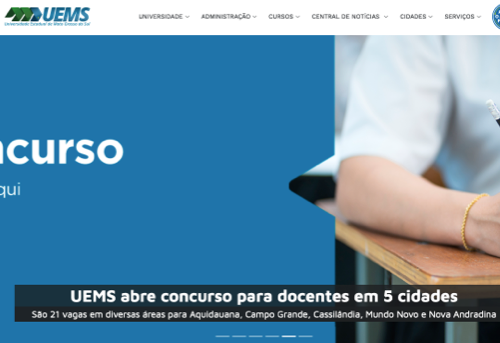 UEMS
Universidade Estadual de Mato Grosso do Sul
UNIVERSIDADE ADMINISTRAÇÃO CURSOS CENTRAL DE NOTÍCIAS CIDADES SERVIÇOS
ncurso
qui
UEMS abre concurso para docentes em 5 cidades
São 21 vagas em diversas áreas para Aquidauana, Campo Grande, Cassilândia, Mundo Novo e Nova Andradina